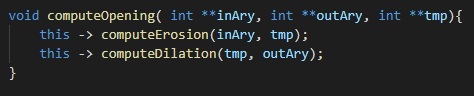 void computeOpening( int **inAry, int **outAry, int **tmp){
    this -> computeErosion(inAry, tmp);
    this -> computeDilation(tmp, outAry);
}